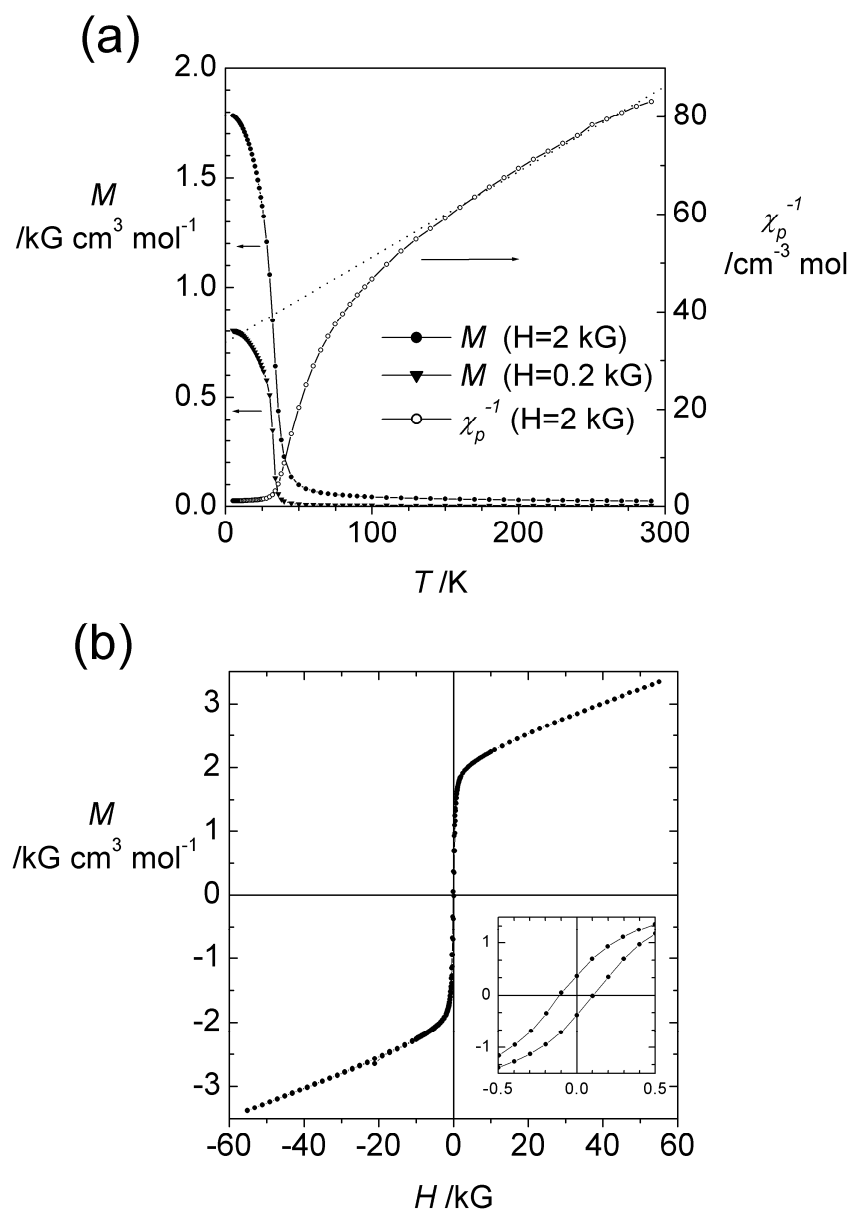 (a)
2.0
1.5
1.0
0.5
0.0
M
/kG cm³ mol⁻¹
80
60
40
20
0
χₚ⁻¹
/cm⁻³ mol
M (H=2 kG)
M (H=0.2 kG)
χₚ⁻¹ (H=2 kG)
0 100 200 300
T /K
(b)
3
2
1
0
-1
-2
-3
M
/kG cm³ mol⁻¹
1
0
-1
-0.5 0.0 0.5
-60 -40 -20 0 20 40 60
H /kG